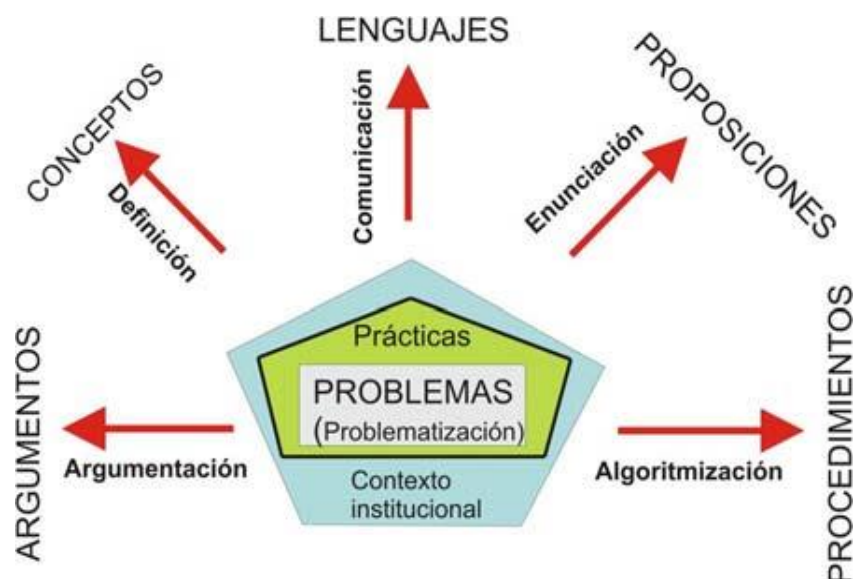 LENGUAJES
CONCEPTOS
PROPOSICIONES
Definición
Comunicación
Enunciación
ARGUMENTOS
Prácticas
PROBLEMAS
(Problematización)
Contexto
institucional
Argumentación
Algoritmización
PROCEDIMIENTOS